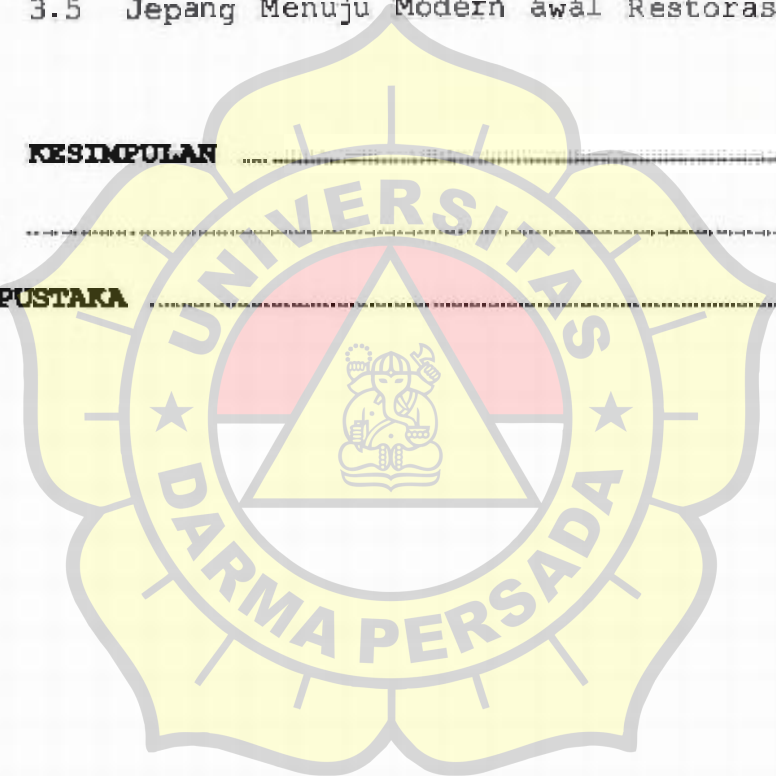 3.5 Jepang Menuju Modern awal Restoras
KESIMPULAN ....................
....................
PUSTAKA ....................
UNIVERSITAS
DARMA PERSADA